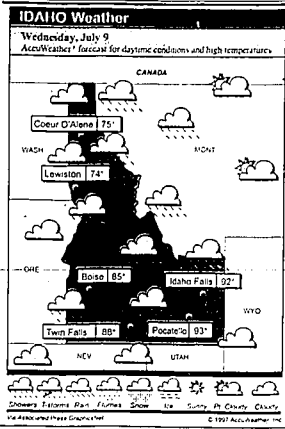 IDAHO Weather
Wednesday, July 9
AccuWeather® forecast for daytime conditions and high temperatures
CANADA
Coeur D'Alene 75°
WASH
MONT
Lewiston 74°
ORE
Boise 85°
Idaho Falls 92°
WYO
Twin Falls 88°
Pocatello 93°
NEV
UTAH
Showers T-storms Rain Flurries Snow Ice Sunny Pt. Cloudy Cloudy
Via Associated Press GraphicsNet
© 1997 AccuWeather, Inc.